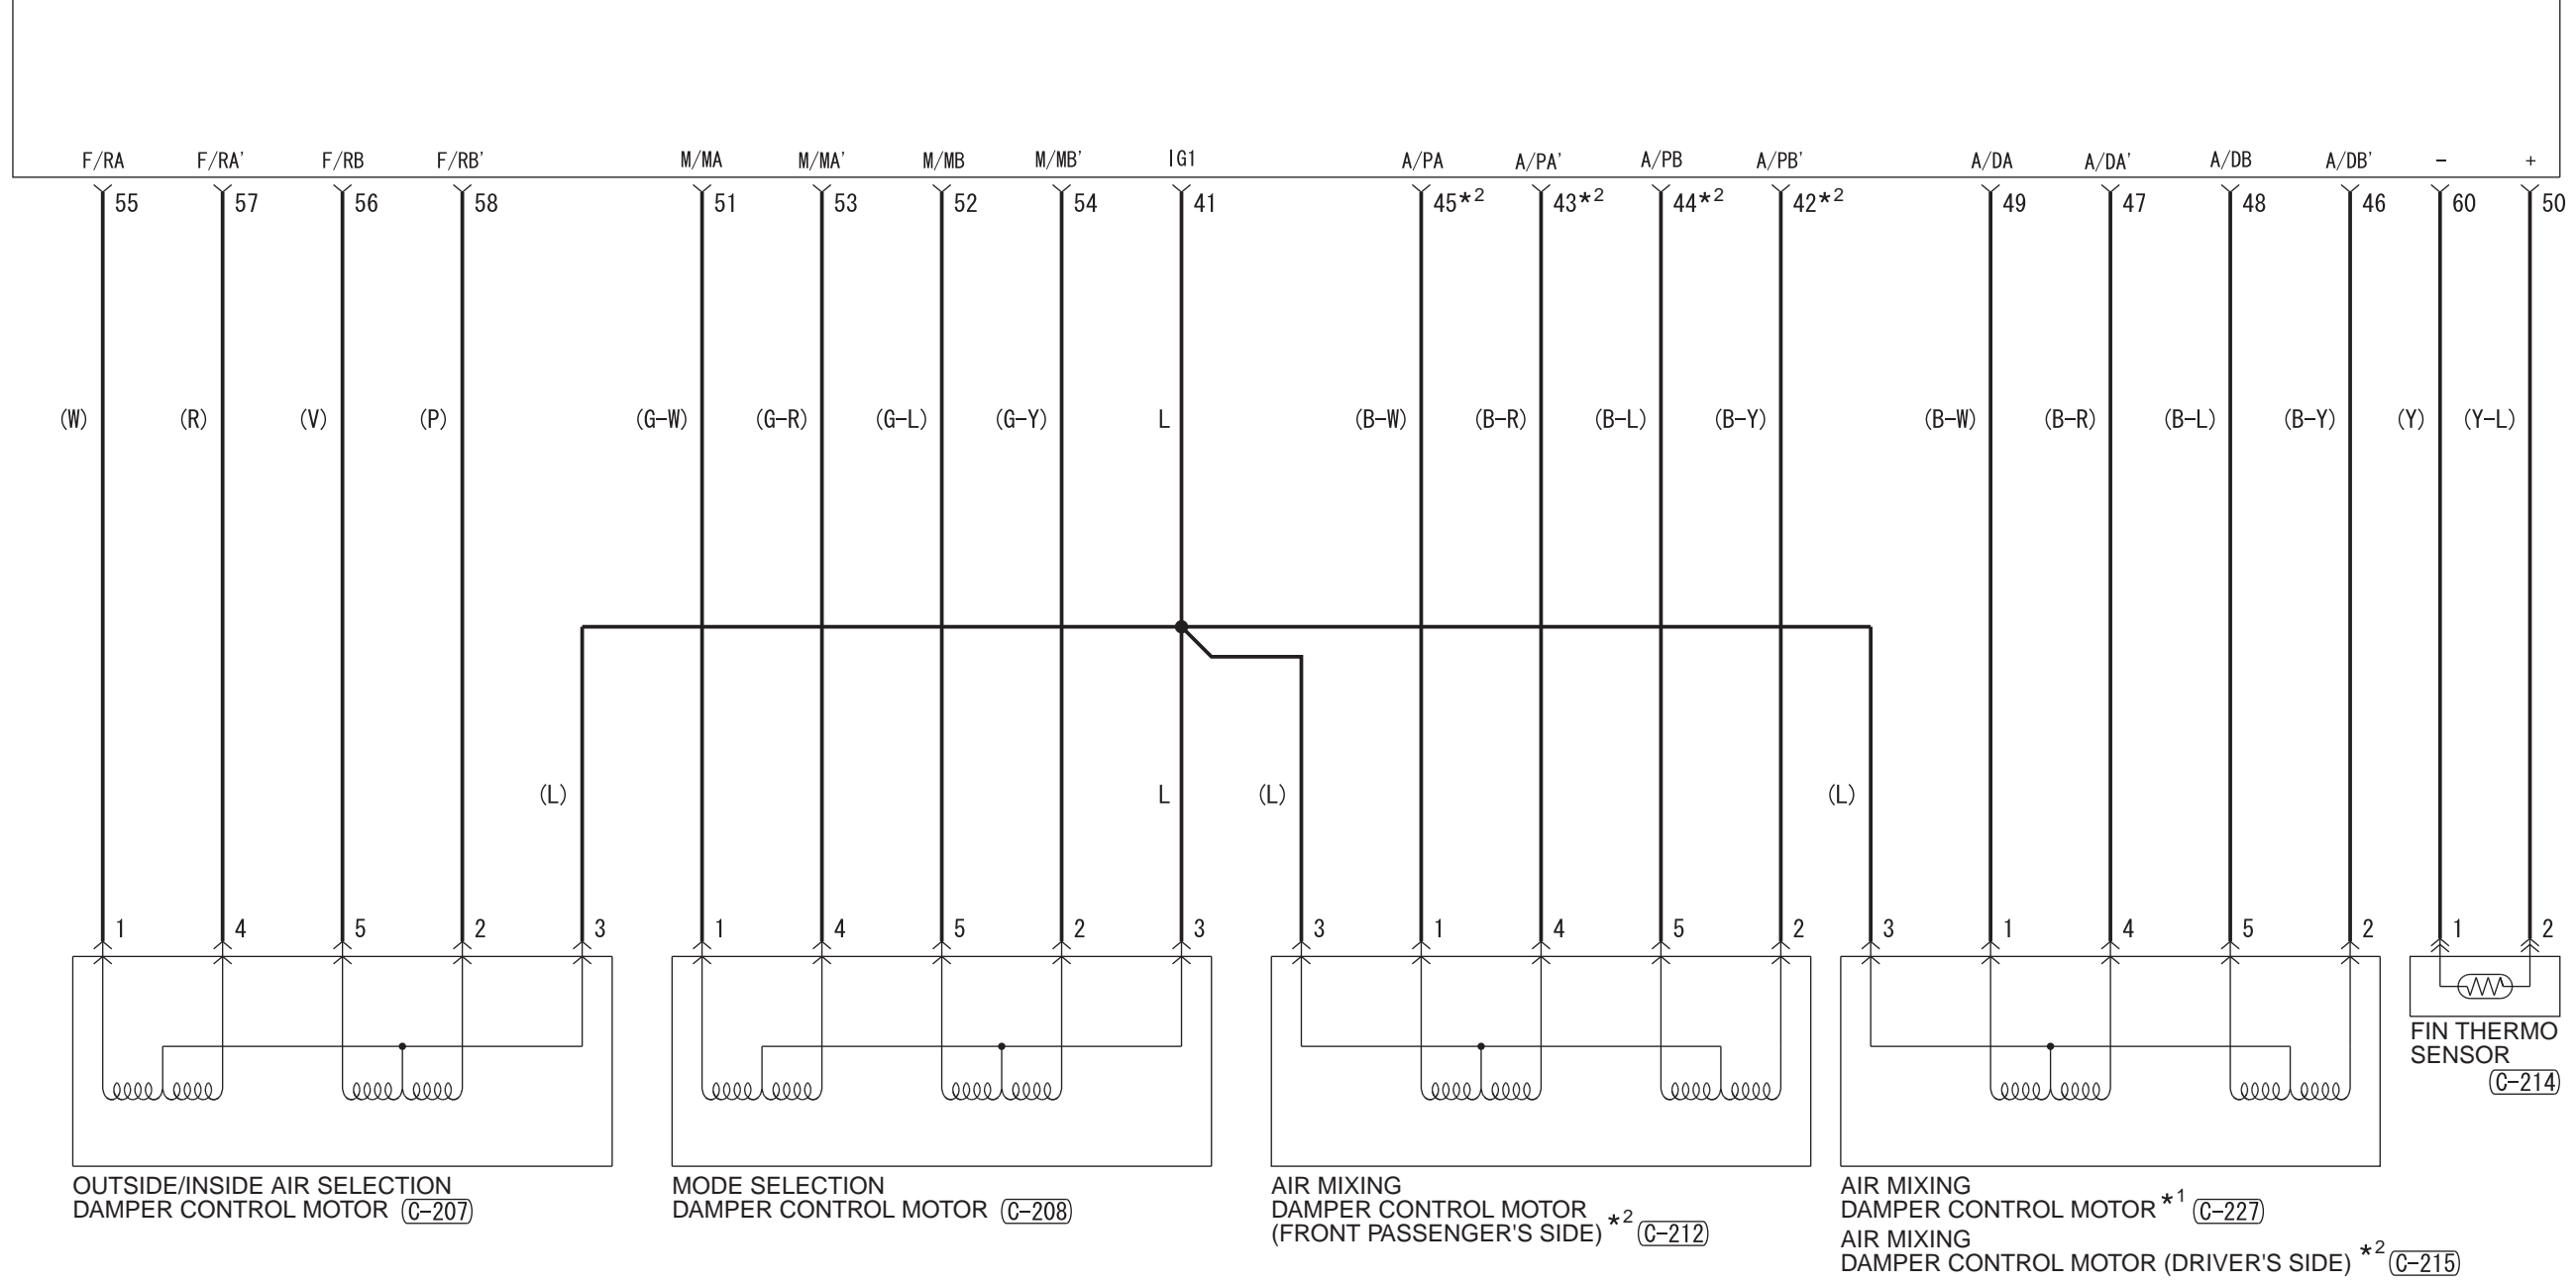 F/RA F/RA' F/RB F/RB' M/MA M/MA' M/MB M/MB' IG1 A/PA A/PA' A/PB A/PB' A/DA A/DA' A/DB A/DB' − +
55 57 56 58 51 53 52 54 41 45*2 43*2 44*2 42*2 49 47 48 46 60 50
(W) (R) (V) (P) (G-W) (G-R) (G-L) (G-Y) L (B-W) (B-R) (B-L) (B-Y) (B-W) (B-R) (B-L) (B-Y) (Y) (Y-L)
(L) L (L) (L)
1 4 5 2 3 1 4 5 2 3 3 1 4 5 2 3 1 4 5 2 1 2
FIN THERMO
SENSOR
C-214
OUTSIDE/INSIDE AIR SELECTION
DAMPER CONTROL MOTOR C-207
MODE SELECTION
DAMPER CONTROL MOTOR C-208
AIR MIXING
DAMPER CONTROL MOTOR
(FRONT PASSENGER'S SIDE) *2 C-212
AIR MIXING
DAMPER CONTROL MOTOR *1 C-227
AIR MIXING
DAMPER CONTROL MOTOR (DRIVER'S SIDE) *2 C-215